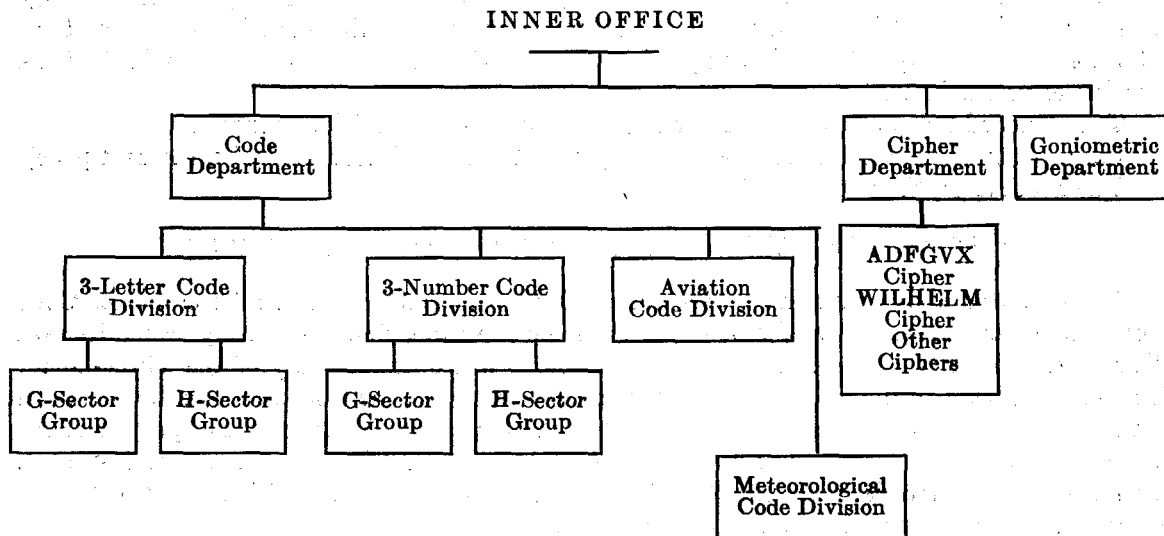 INNER OFFICE
Code
Department
Cipher
Department
Goniometric
Department
3-Letter Code
Division
3-Number Code
Division
Aviation
Code Division
ADFGVX
Cipher
WILHELM
Cipher
Other
Ciphers
G-Sector
Group
H-Sector
Group
G-Sector
Group
H-Sector
Group
Meteorological
Code Division